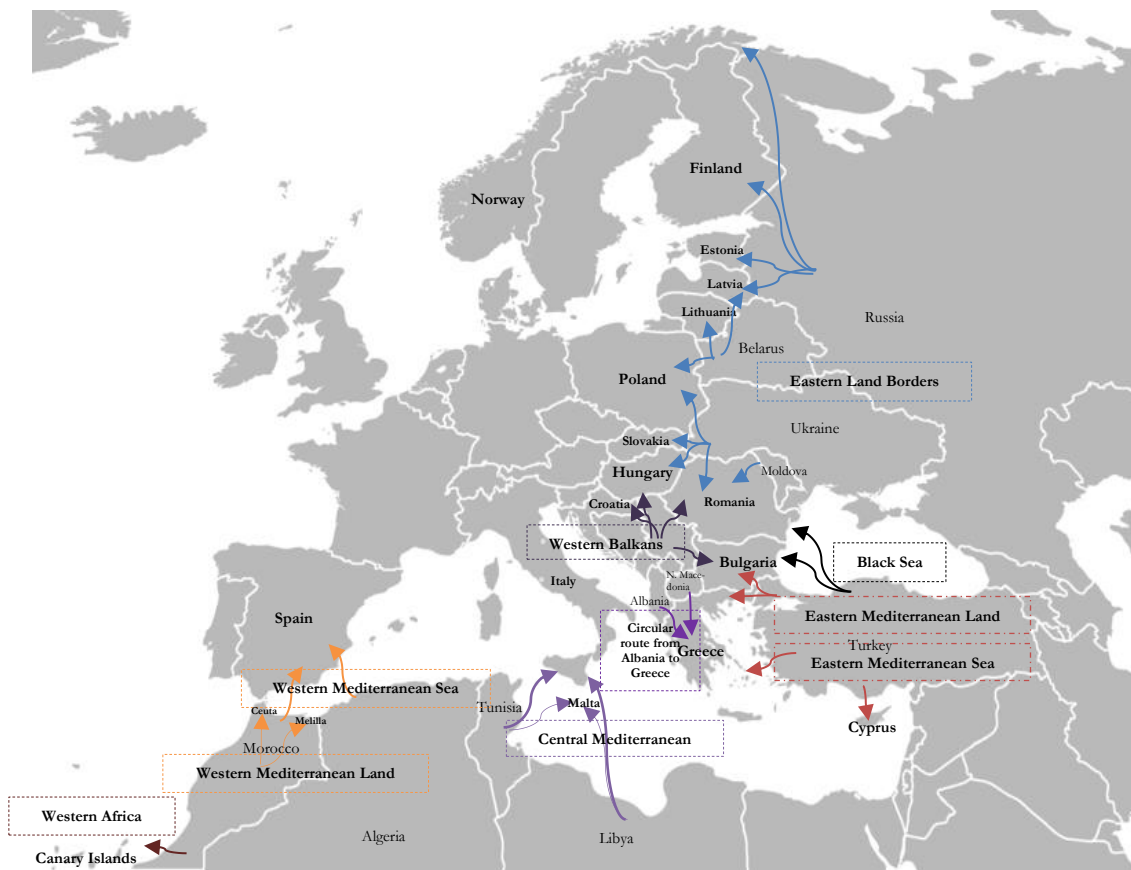 Finland
Norway
Estonia
Latvia
Lithuania
Russia
Belarus
Poland
Eastern Land Borders
Ukraine
Slovakia
Hungary
Moldova
Croatia
Romania
Western Balkans
Bulgaria
Black Sea
Italy
N. Mace-
donia
Albania
Spain
Circular
route from
Albania to
Greece
Greece
Eastern Mediterranean Land
Turkey
Eastern Mediterranean Sea
Western Mediterranean Sea
Ceuta
Melilla
Tunisia
Malta
Cyprus
Morocco
Central Mediterranean
Western Mediterranean Land
Western Africa
Algeria
Libya
Canary Islands